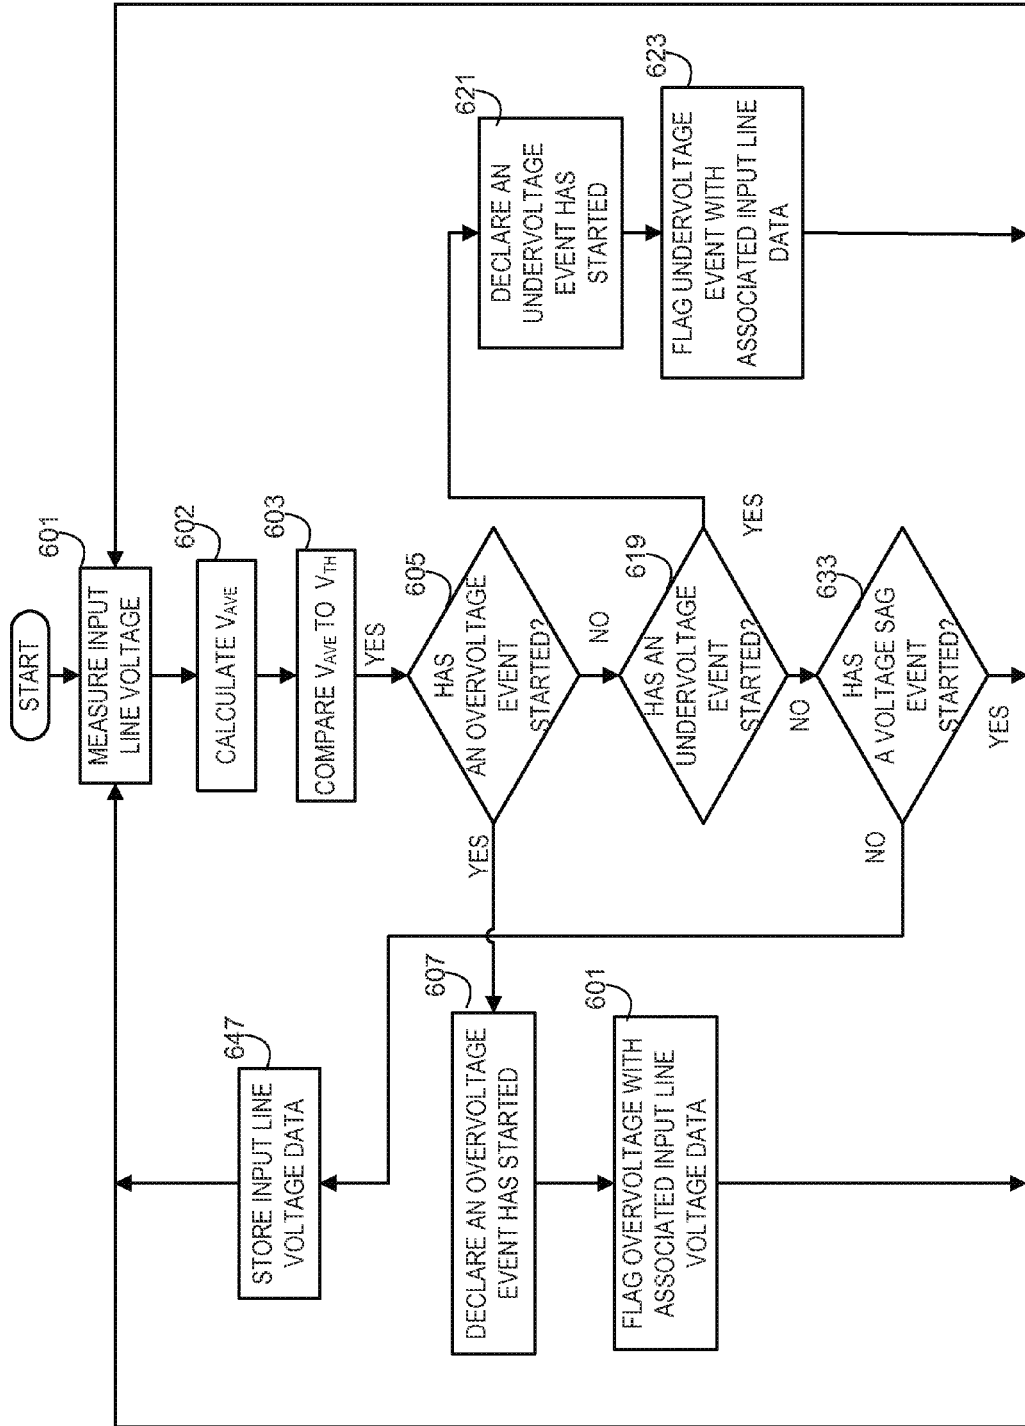 START
601
MEASURE INPUT
LINE VOLTAGE
602
CALCULATE VAVE
603
COMPARE VAVE TO VTH
YES
605
HAS
AN OVERVOLTAGE
EVENT
STARTED?
YES
NO
607
DECLARE AN OVERVOLTAGE
EVENT HAS STARTED
601
FLAG OVERVOLTAGE WITH
ASSOCIATED INPUT LINE
VOLTAGE DATA
619
HAS AN
UNDERVOLTAGE
EVENT
STARTED?
YES
NO
621
DECLARE AN
UNDERVOLTAGE
EVENT HAS
STARTED
623
FLAG UNDERVOLTAGE
EVENT WITH
ASSOCIATED INPUT LINE
DATA
633
HAS
A VOLTAGE SAG
EVENT
STARTED?
NO
YES
647
STORE INPUT LINE
VOLTAGE DATA